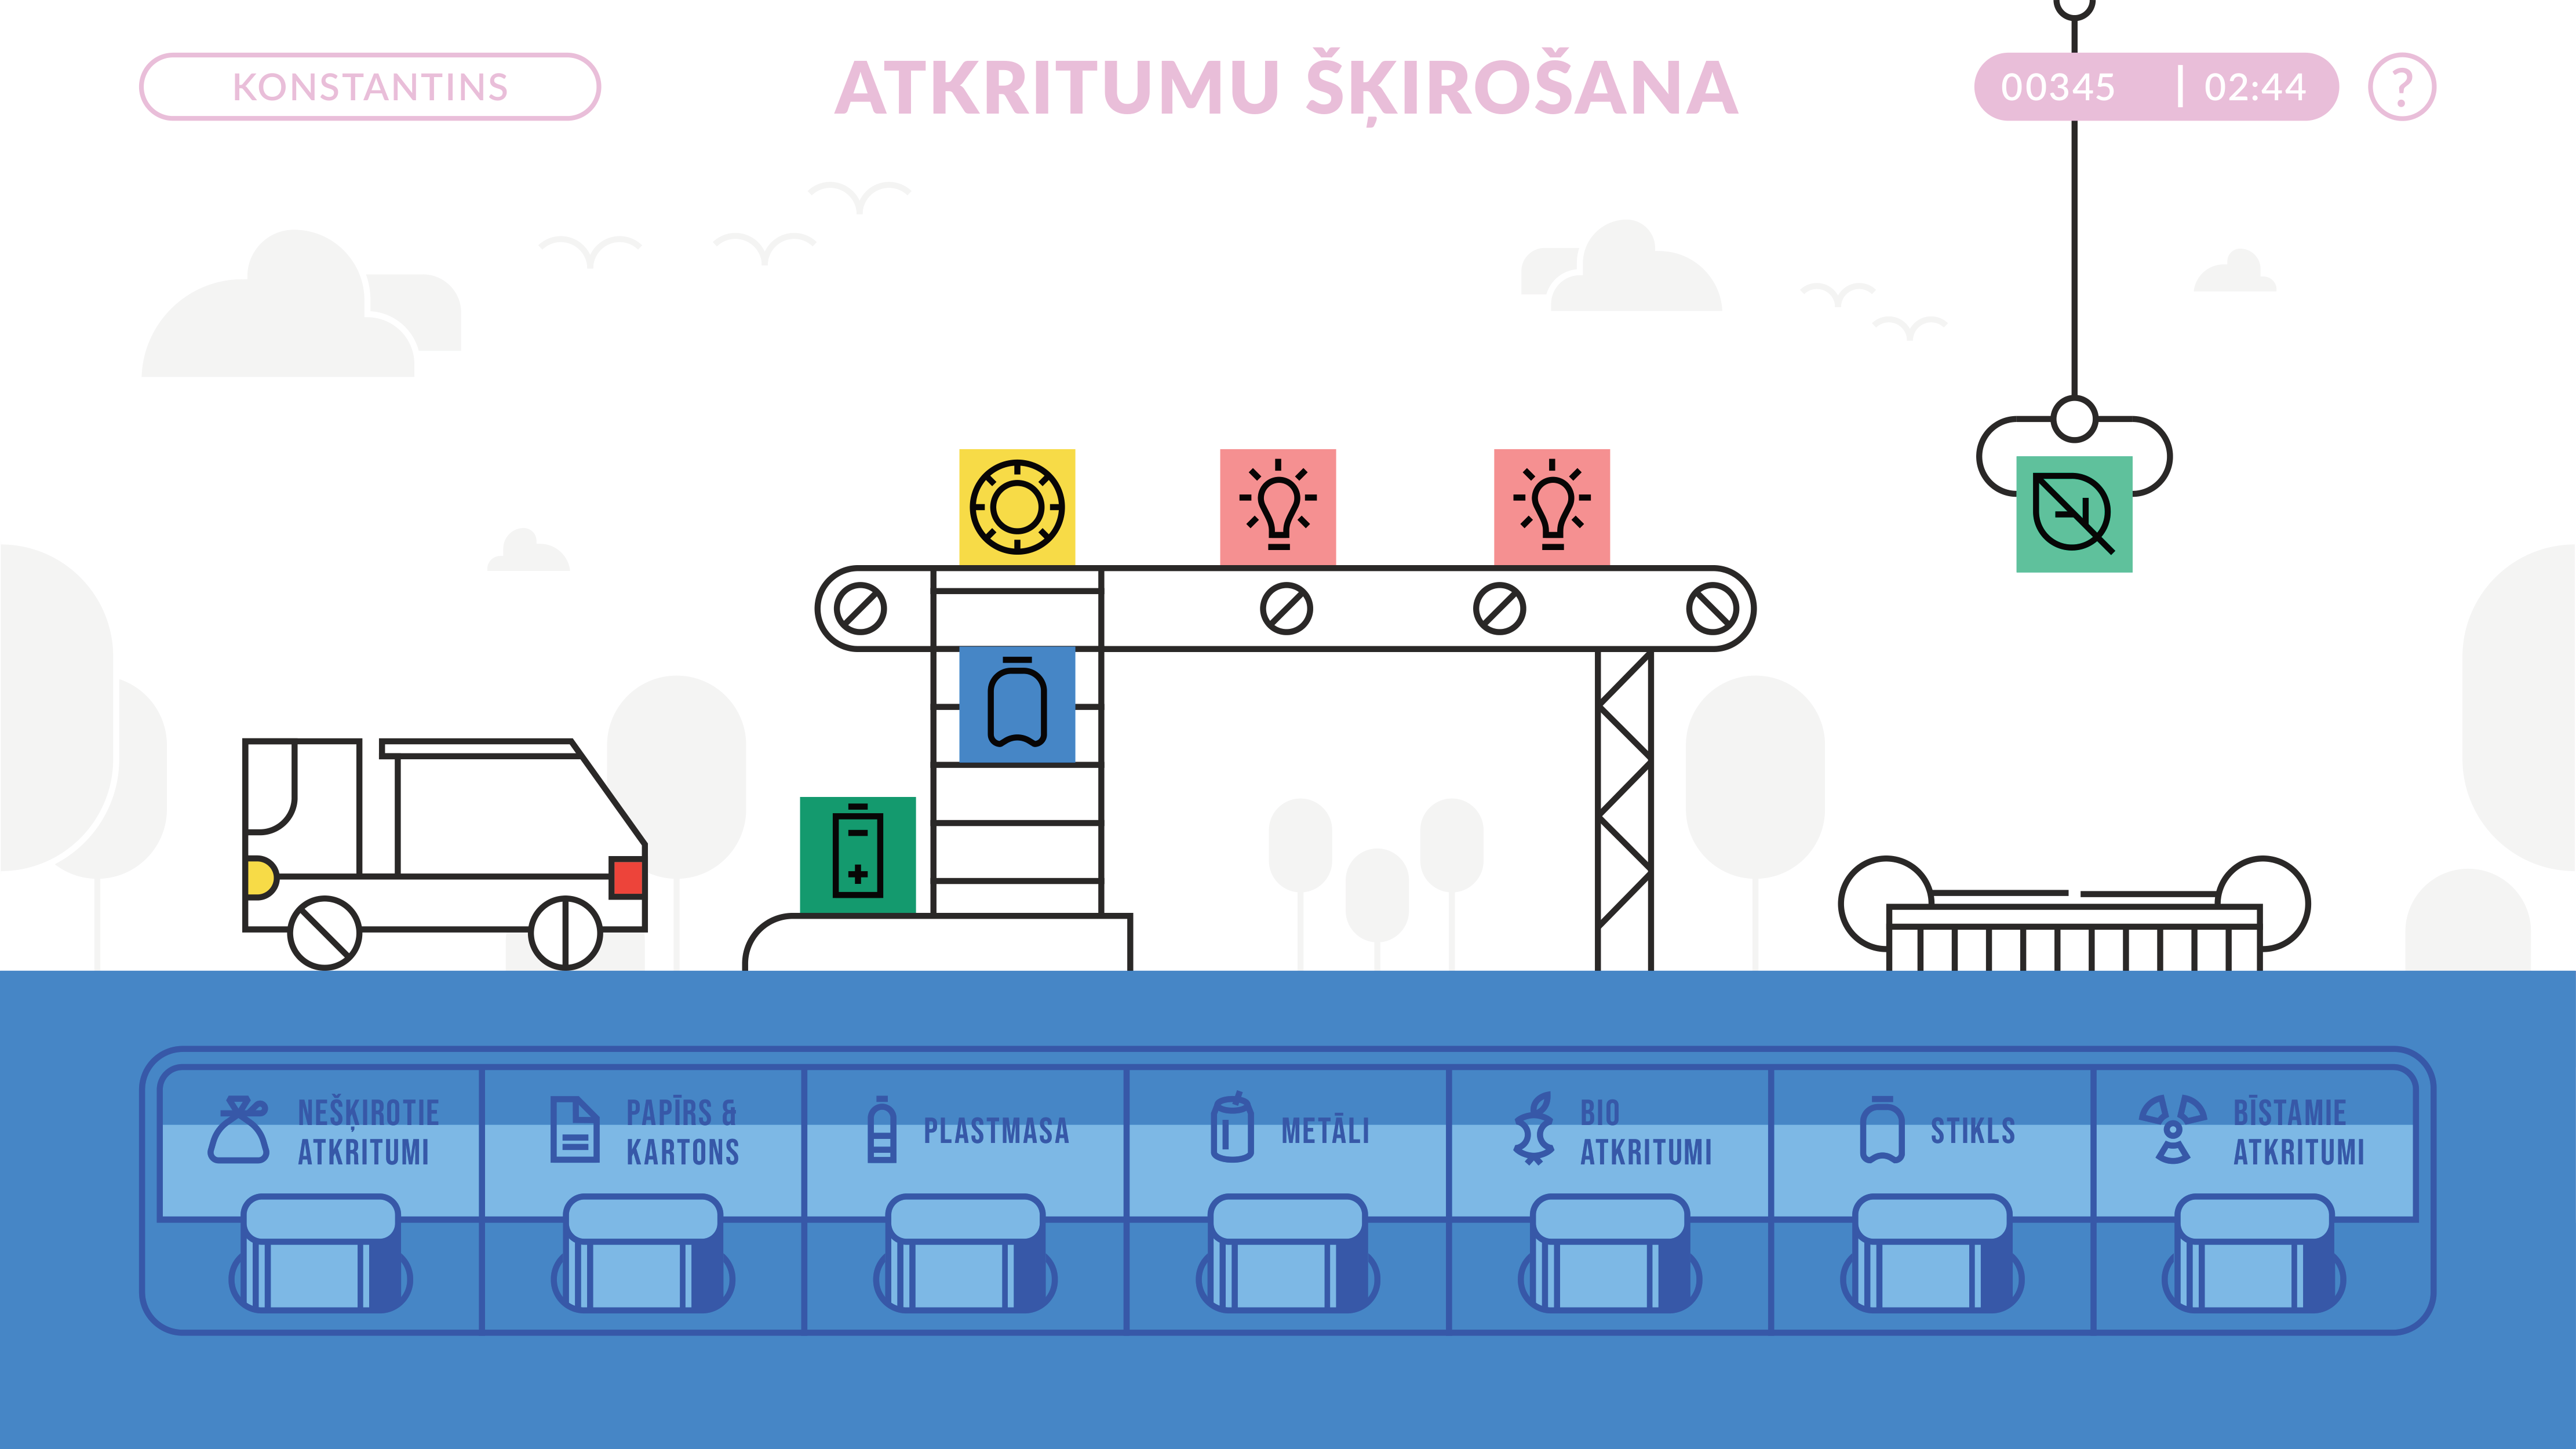 KONSTANTINS
ATKRITUMU ŠĶIROŠANA
00345 | 02:44
?
NEŠĶIROTIE
ATKRITUMI
PAPĪRS &
KARTONS
PLASTMASA
METĀLI
BIO
ATKRITUMI
STIKLS
BĪSTAMIE
ATKRITUMI